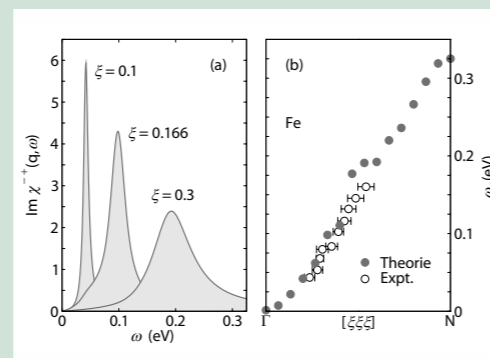 6
5
4
3
2
1
0
Im χ⁻⁺(q,ω)
(a)
ξ = 0.1
ξ = 0.166
ξ = 0.3
0
0.1
0.2
0.3
ω (eV)
(b)
Fe
Theorie
Expt.
Γ
[ξξξ]
N
0.3
0.2
0.1
0
ω (eV)